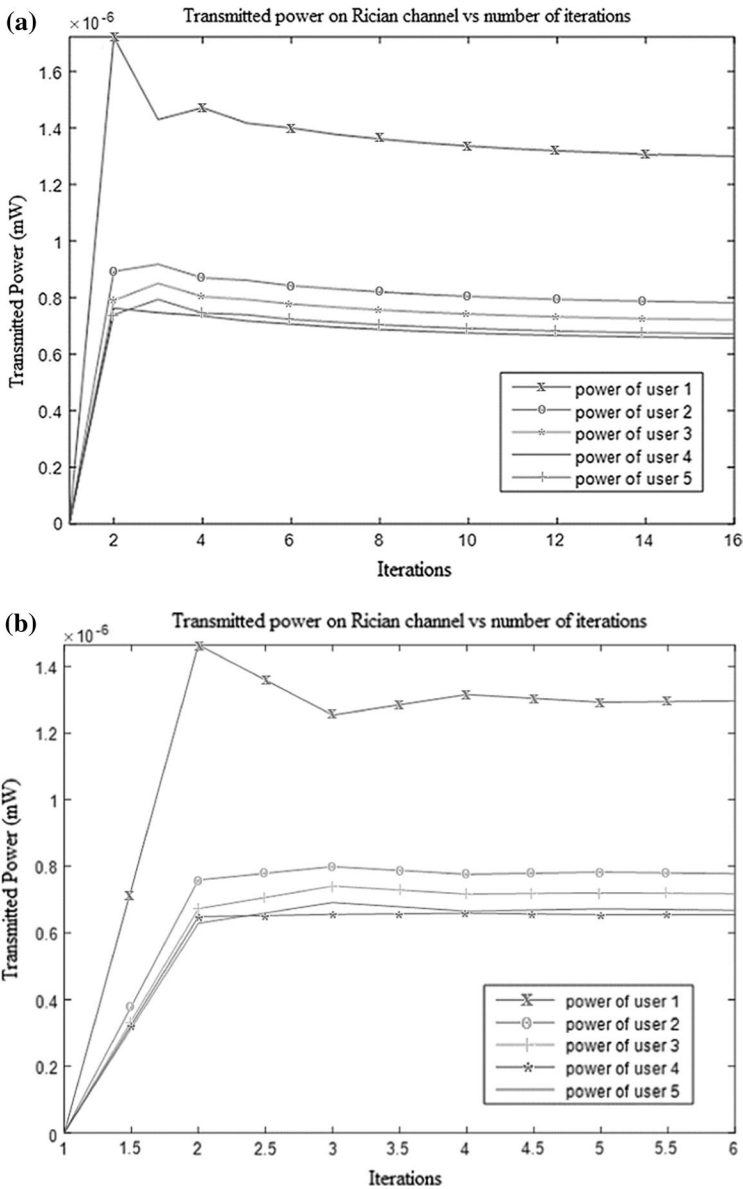 (a)
Transmitted power on Rician channel vs number of iterations
×10⁻⁶
Transmitted Power (mW)
1.6
1.4
1.2
1
0.8
0.6
0.4
0.2
0
power of user 1
power of user 2
power of user 3
power of user 4
power of user 5
2 4 6 8 10 12 14 16
Iterations
(b)
Transmitted power on Rician channel vs number of iterations
×10⁻⁶
Transmitted Power (mW)
1.4
1.2
1
0.8
0.6
0.4
0.2
0
power of user 1
power of user 2
power of user 3
power of user 4
power of user 5
1 1.5 2 2.5 3 3.5 4 4.5 5 5.5 6
Iterations